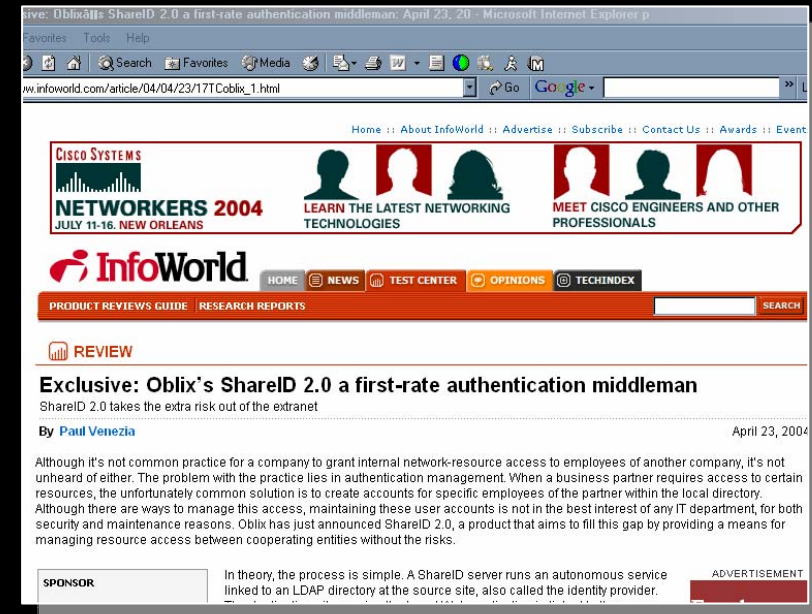 sive: Oblixâ||s ShareID 2.0 a first-rate authentication middleman: April 23, 20 - Microsoft Internet Explorer p
Favorites Tools Help
Search Favorites Media
ww.infoworld.com/article/04/04/23/17TCoblix_1.html Go Google
Home :: About InfoWorld :: Advertise :: Subscribe :: Contact Us :: Awards :: Event
CISCO SYSTEMS
NETWORKERS 2004
JULY 11-16. NEW ORLEANS
LEARN THE LATEST NETWORKING
TECHNOLOGIES
MEET CISCO ENGINEERS AND OTHER
PROFESSIONALS
InfoWorld
HOME NEWS TEST CENTER OPINIONS TECHINDEX
PRODUCT REVIEWS GUIDE RESEARCH REPORTS SEARCH
REVIEW
Exclusive: Oblix's ShareID 2.0 a first-rate authentication middleman
ShareID 2.0 takes the extra risk out of the extranet
By Paul Venezia April 23, 2004
Although it's not common practice for a company to grant internal network-resource access to employees of another company, it's not
unheard of either. The problem with the practice lies in authentication management. When a business partner requires access to certain
resources, the unfortunately common solution is to create accounts for specific employees of the partner within the local directory.
Although there are ways to manage this access, maintaining these user accounts is not in the best interest of any IT department, for both
security and maintenance reasons. Oblix has just announced ShareID 2.0, a product that aims to fill this gap by providing a means for
managing resource access between cooperating entities without the risks.
SPONSOR
In theory, the process is simple. A ShareID server runs an autonomous service
linked to an LDAP directory at the source site, also called the identity provider.
ADVERTISEMENT